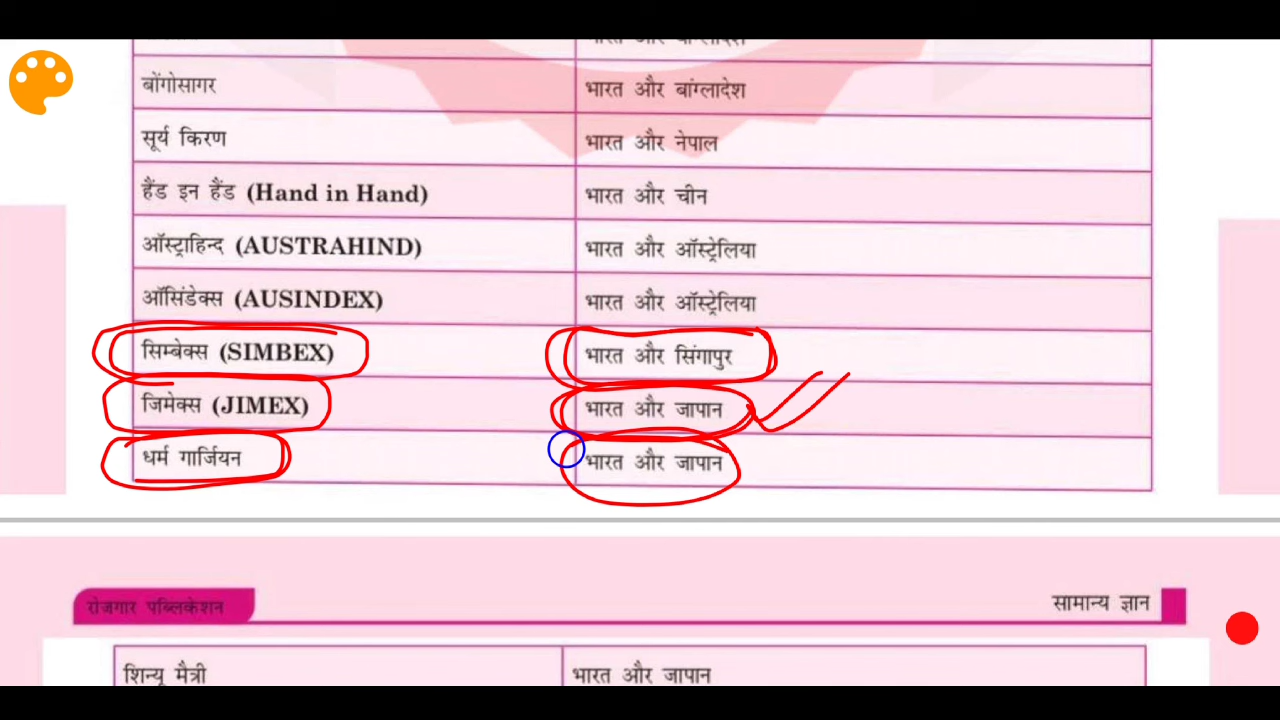 बोंगोसागर भारत और बांग्लादेश
सूर्य किरण भारत और नेपाल
हैंड इन हैंड (Hand in Hand) भारत और चीन
ऑस्ट्राहिन्द (AUSTRAHIND) भारत और ऑस्ट्रेलिया
ऑसिंडेक्स (AUSINDEX) भारत और ऑस्ट्रेलिया
सिम्बेक्स (SIMBEX) भारत और सिंगापुर
जिमेक्स (JIMEX) भारत और जापान
धर्म गार्जियन भारत और जापान
रोजगार पब्लिकेशन सामान्य ज्ञान
शिन्यू मैत्री भारत और जापान